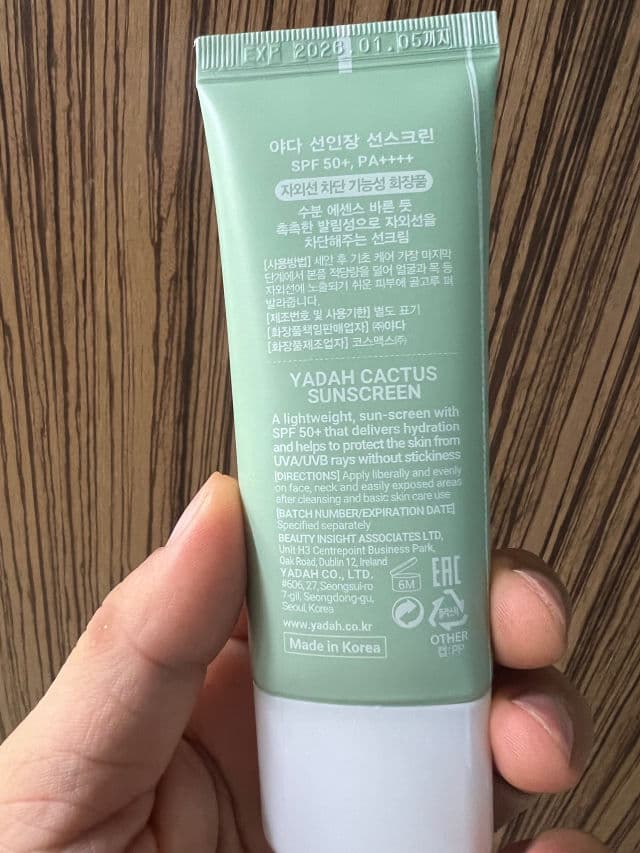 EXP 2026.01.05까지
야다 선인장 선스크린
SPF 50+, PA++++
자외선 차단 기능성 화장품
수분 에센스 바른 듯
촉촉한 발림성으로 자외선을
차단해주는 선크림
[사용방법] 세안 후 기초 케어 가장 마지막
단계에서 본품 적당량을 덜어 얼굴과 목 등
자외선에 노출되기 쉬운 피부에 골고루 펴
발라줍니다.
[제조번호 및 사용기한] 별도 표기
[화장품책임판매업자] ㈜야다
[화장품제조업자] 코스맥스㈜
YADAH CACTUS
SUNSCREEN
A lightweight, sun-screen with
SPF 50+ that delivers hydration
and helps to protect the skin from
UVA/UVB rays without stickiness
[DIRECTIONS] Apply liberally and evenly
on face, neck and easily exposed areas
after cleansing and basic skin care use
[BATCH NUMBER/EXPIRATION DATE]
Specified separately
BEAUTY INSIGHT ASSOCIATES LTD,
Unit H3 Centrepoint Business Park,
Oak Road, Dublin 12, Ireland
YADAH CO., LTD.
#606, 27, Seongsui-ro
7-gil, Seongdong-gu,
Seoul, Korea
www.yadah.co.kr
Made in Korea
6M
EAC
플라스틱
OTHER
캡:PP